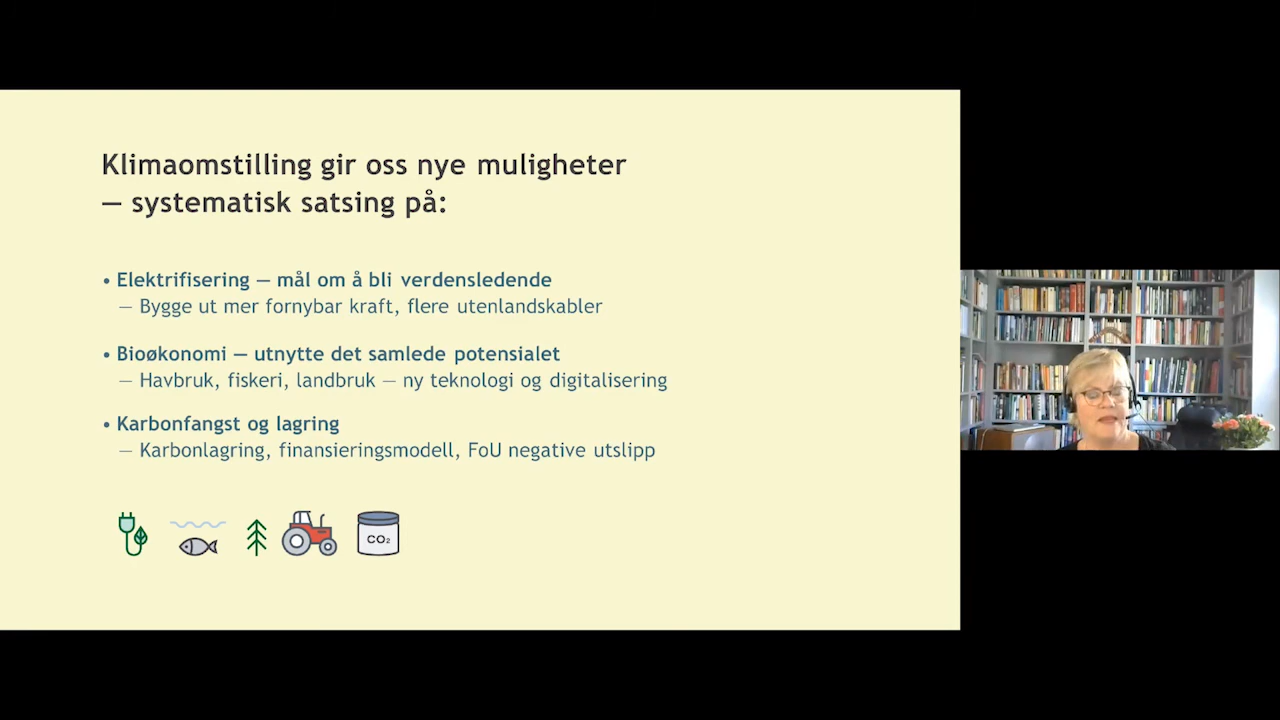 Klimaomstilling gir oss nye muligheter
— systematisk satsing på:
• Elektrifisering — mål om å bli verdensledende
— Bygge ut mer fornybar kraft, flere utenlandskabler
• Bioøkonomi — utnytte det samlede potensialet
— Havbruk, fiskeri, landbruk — ny teknologi og digitalisering
• Karbonfangst og lagring
— Karbonlagring, finansieringsmodell, FoU negative utslipp
CO₂